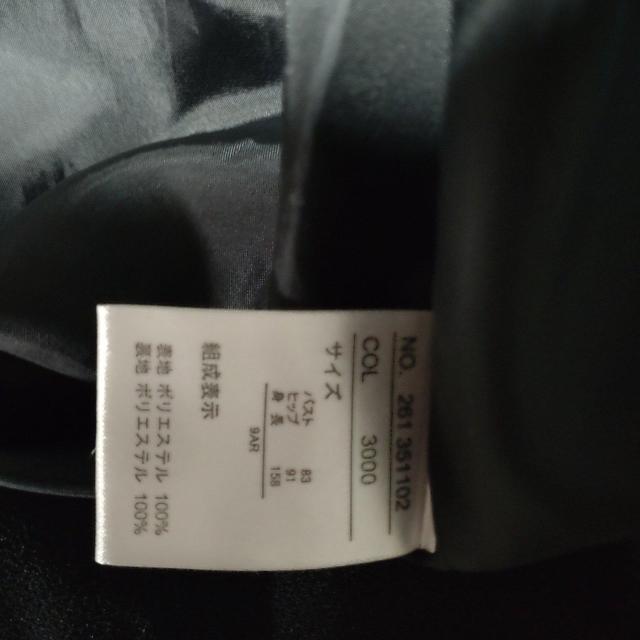 NO. 261 351102
COL 3000
サイズ
バスト 83
ヒップ 91
身長 158
9AR
組成表示
表地 ポリエステル 100%
裏地 ポリエステル 100%